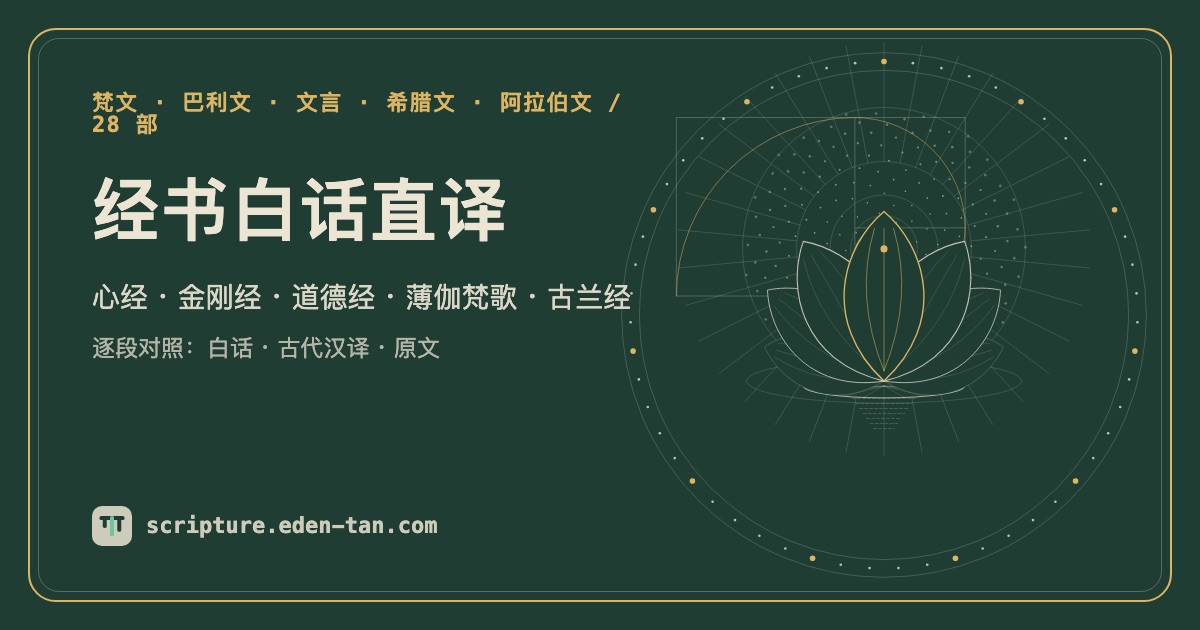 梵文 · 巴利文 · 文言 · 希腊文 · 阿拉伯文 /
28 部
经书白话直译
心经 · 金刚经 · 道德经 · 薄伽梵歌 · 古兰经
逐段对照：白话 · 古代汉译 · 原文
scripture.eden-tan.com